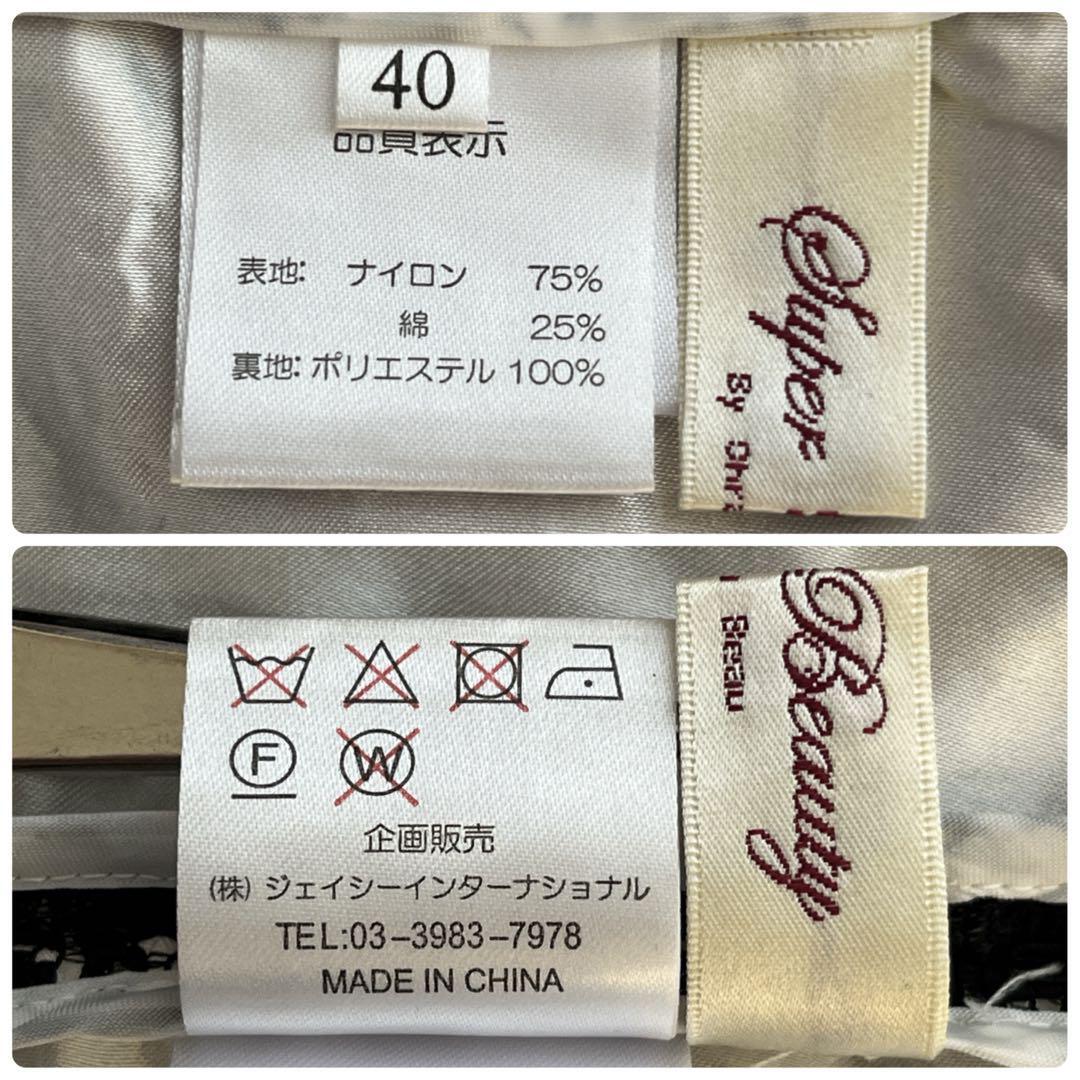 40
品質表示
表地: ナイロン 75%
綿 25%
裏地: ポリエステル 100%
Super
By Chr
F
W
企画販売
(株) ジェイシーインターナショナル
TEL:03-3983-7978
MADE IN CHINA
Beauty
Beau